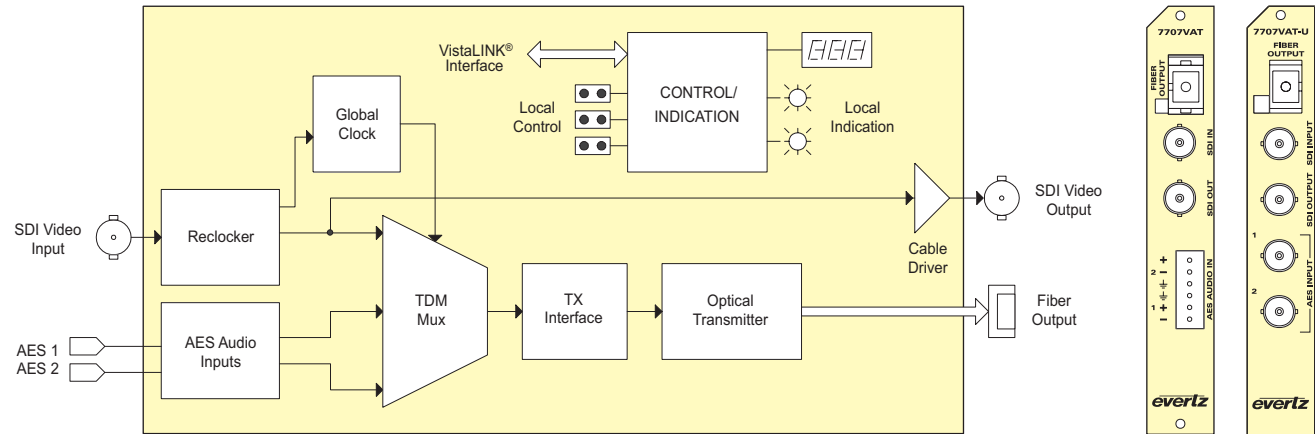 VistaLINK®
Interface
Global
Clock
Local
Control
CONTROL/
INDICATION
Local
Indication
SDI Video
Input
Reclocker
SDI Video
Output
Cable
Driver
TDM
Mux
TX
Interface
Optical
Transmitter
Fiber
Output
AES 1
AES 2
AES Audio
Inputs
7707VAT
FIBER
OUTPUT
SDI IN
SDI OUT
2 − +
1 − +
AES AUDIO IN
evertz
7707VAT-U
FIBER
OUTPUT
SDI INPUT
SDI OUTPUT
1
2
AES INPUT
evertz